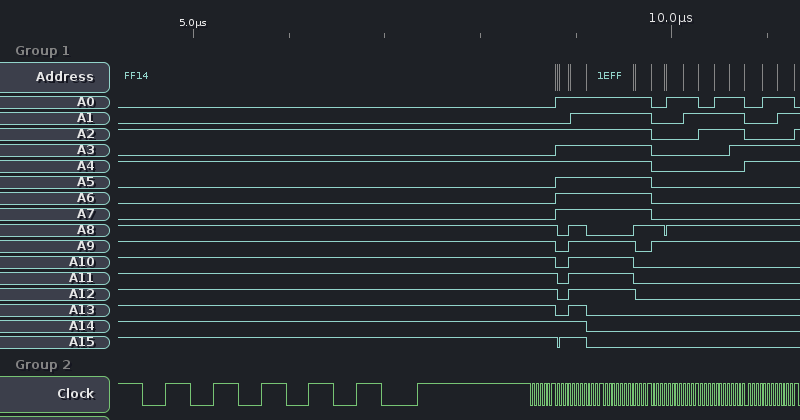 5.0µs
10.0µs
Group 1
Address FF14 1EFF
A0
A1
A2
A3
A4
A5
A6
A7
A8
A9
A10
A11
A12
A13
A14
A15
Group 2
Clock